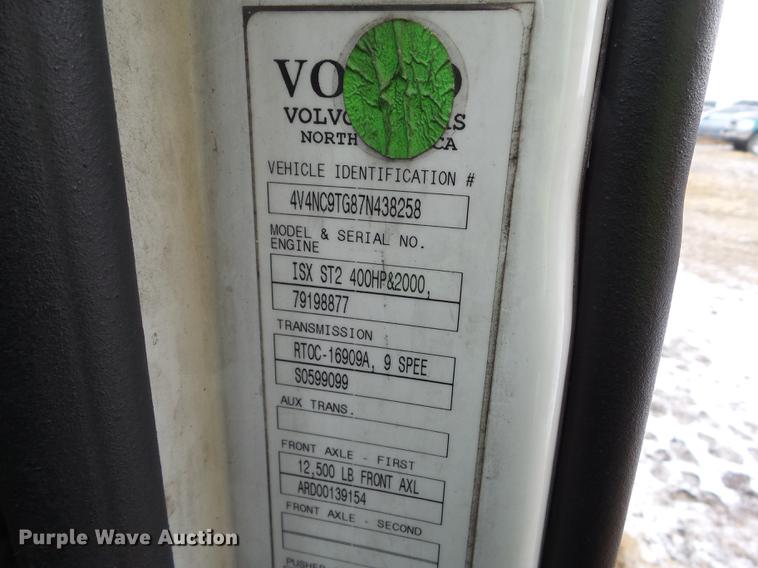 VO
VOLVO
NORTH CA
VEHICLE IDENTIFICATION #
4V4NC9TG87N438258
MODEL & SERIAL NO.
ENGINE
ISX ST2 400HP&2000,
79198877
TRANSMISSION
RTOC-16909A, 9 SPEE
S0599099
AUX TRANS.
FRONT AXLE - FIRST
12,500 LB FRONT AXL
ARD00139154
FRONT AXLE - SECOND
PUSHER
Purple Wave Auction